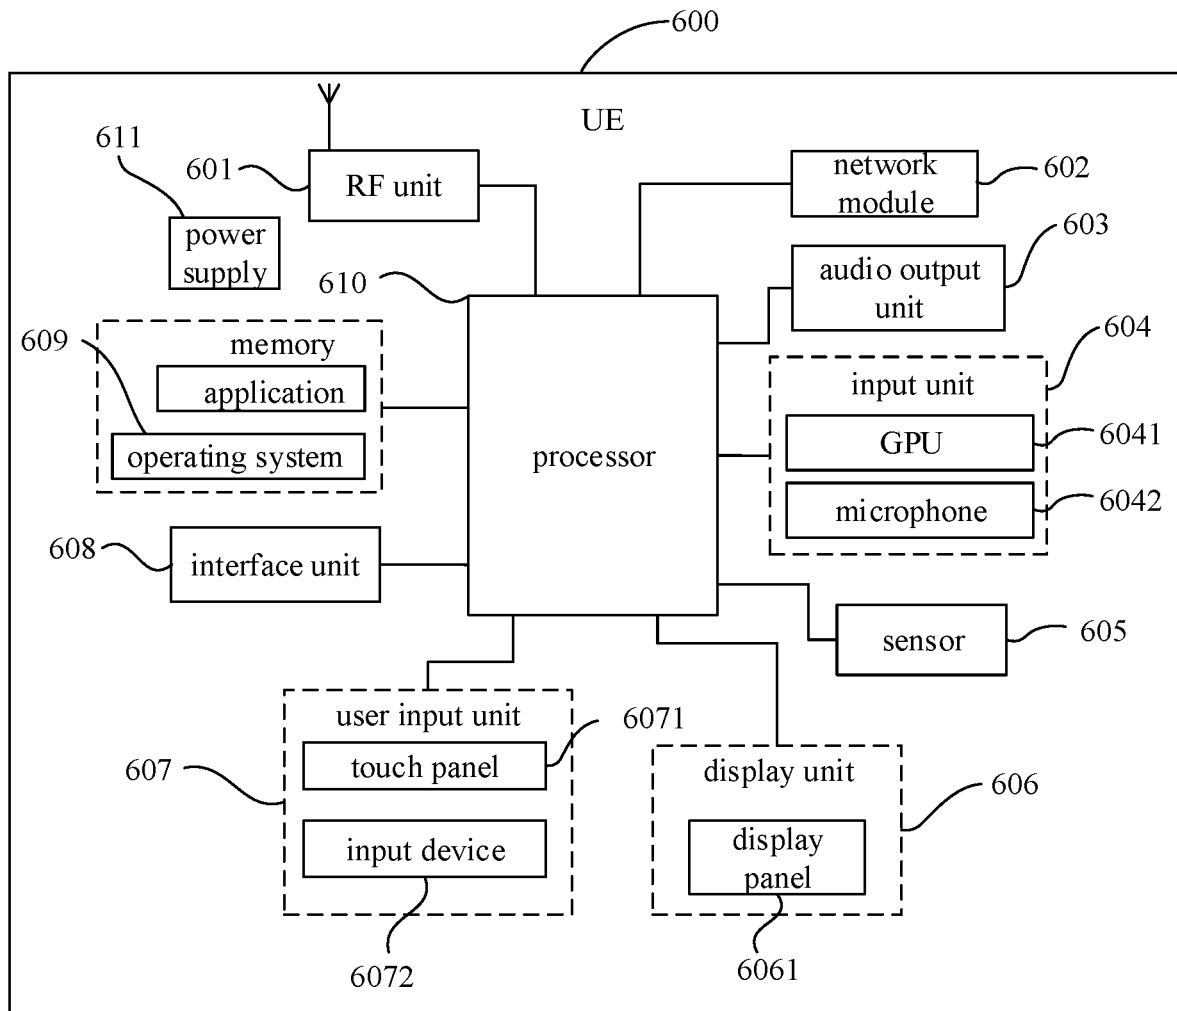 600
UE
611
601
RF unit
network
module
602
power
supply
603
audio output
unit
610
609
memory
application
operating system
604
input unit
GPU
6041
microphone
6042
processor
608
interface unit
sensor
605
user input unit
6071
touch panel
607
input device
6072
display unit
606
display
panel
6061